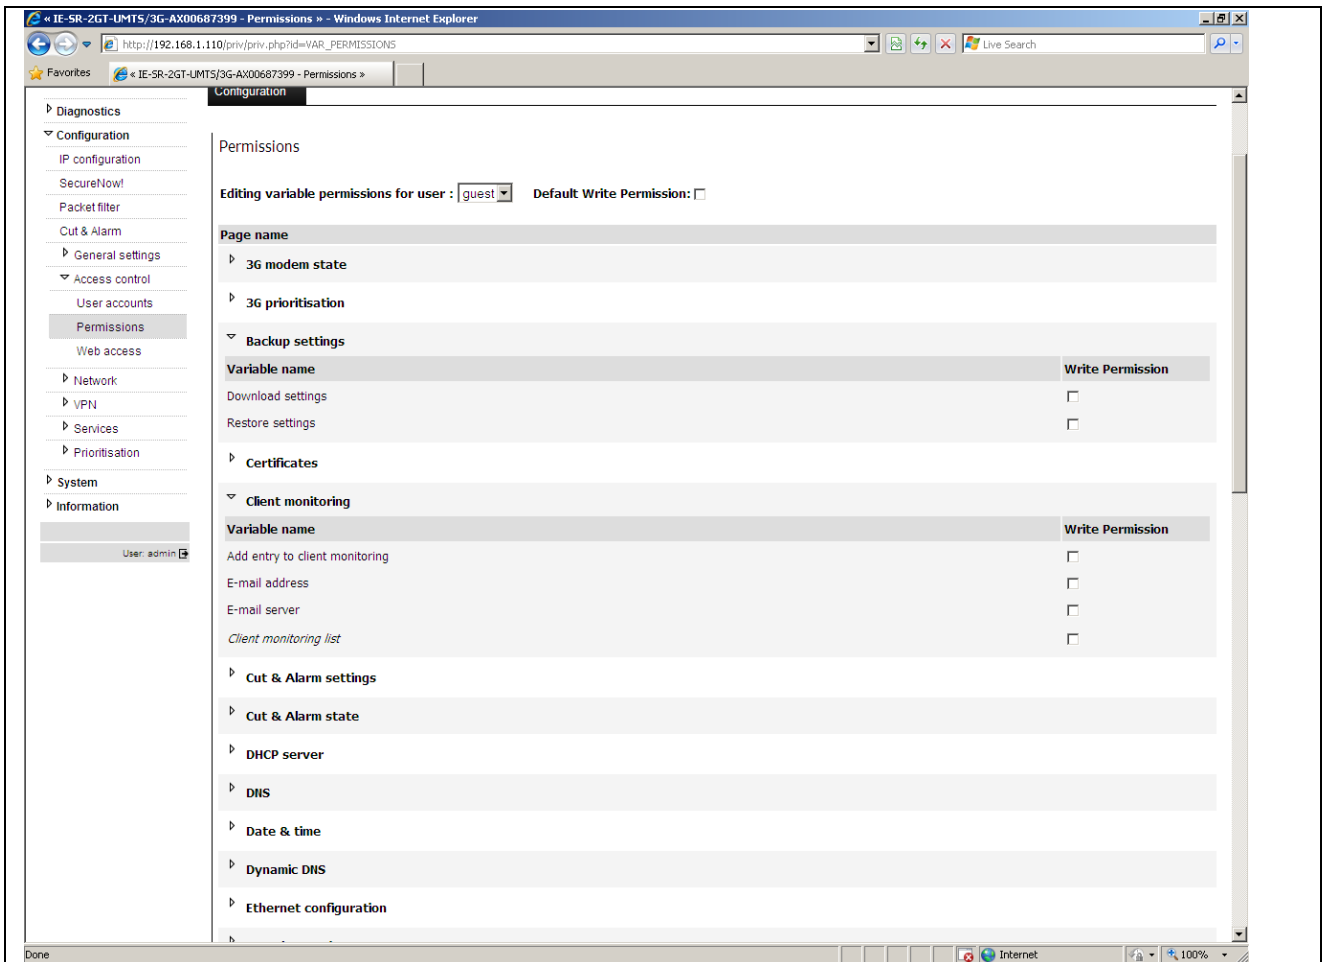 « IE-SR-2GT-UMTS/3G-AX00687399 - Permissions » - Windows Internet Explorer
http://192.168.1.110/priv/priv.php?id=VAR_PERMISSIONS
Live Search
Favorites
« IE-SR-2GT-UMTS/3G-AX00687399 - Permissions »
Configuration
Diagnostics
Configuration
IP configuration
SecureNow!
Packet filter
Cut & Alarm
General settings
Access control
User accounts
Permissions
Web access
Network
VPN
Services
Prioritisation
System
Information
User: admin
Permissions
Editing variable permissions for user : guest Default Write Permission:
Page name
3G modem state
3G prioritisation
Backup settings
Variable name Write Permission
Download settings
Restore settings
Certificates
Client monitoring
Variable name Write Permission
Add entry to client monitoring
E-mail address
E-mail server
Client monitoring list
Cut & Alarm settings
Cut & Alarm state
DHCP server
DNS
Date & time
Dynamic DNS
Ethernet configuration
Done
Internet
100%